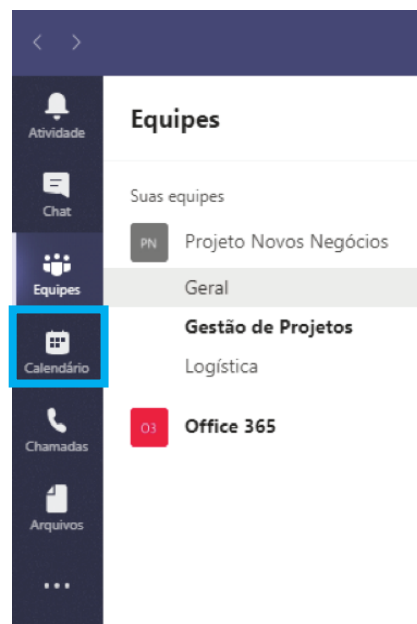 Atividade
Chat
Equipes
Calendário
Chamadas
Arquivos
Equipes
Suas equipes
PN Projeto Novos Negócios
Geral
Gestão de Projetos
Logística
O3 Office 365